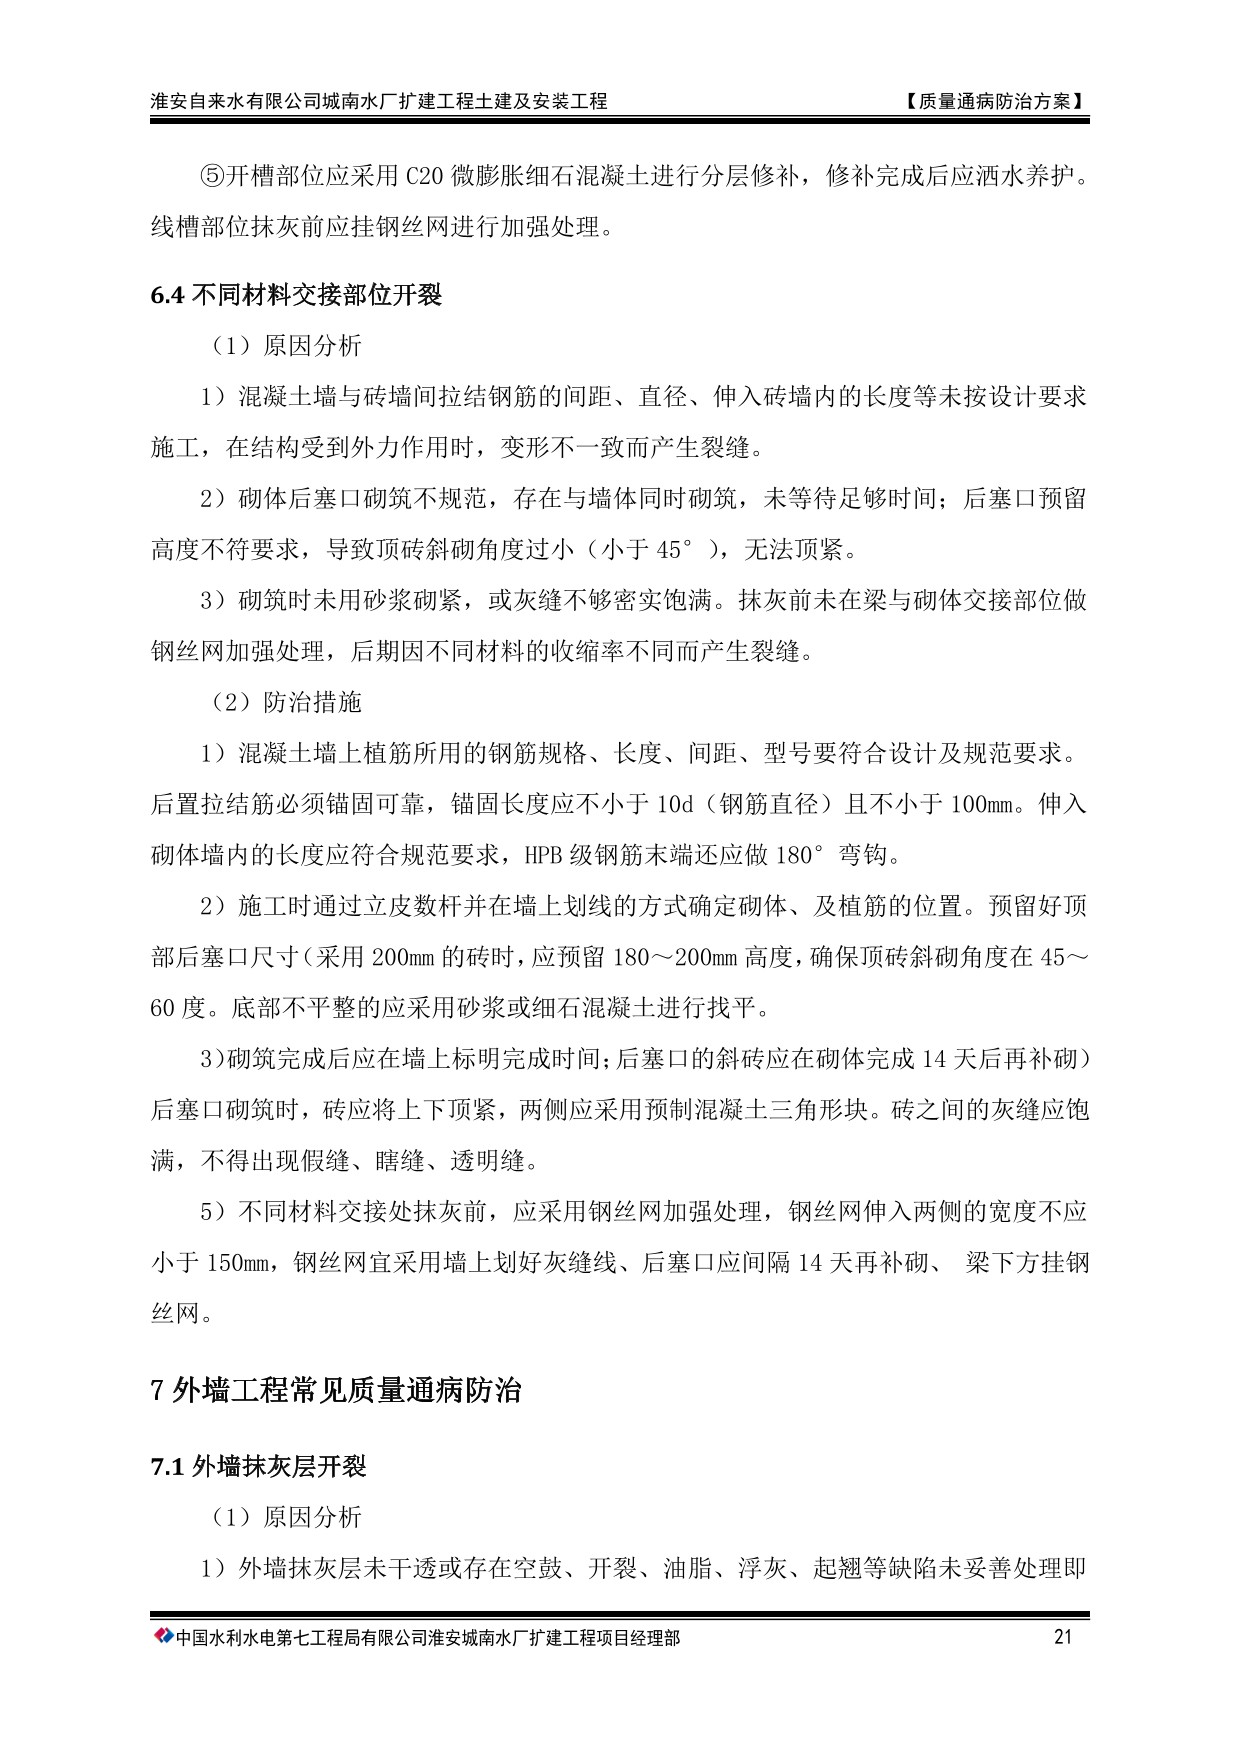 淮安自来水有限公司城南水厂扩建工程土建及安装工程 【质量通病防治方案】
⑤开槽部位应采用 C20 微膨胀细石混凝土进行分层修补，修补完成后应洒水养护。
线槽部位抹灰前应挂钢丝网进行加强处理。
6.4 不同材料交接部位开裂
（1）原因分析
1）混凝土墙与砖墙间拉结钢筋的间距、直径、伸入砖墙内的长度等未按设计要求
施工，在结构受到外力作用时，变形不一致而产生裂缝。
2）砌体后塞口砌筑不规范，存在与墙体同时砌筑，未等待足够时间；后塞口预留
高度不符要求，导致顶砖斜砌角度过小（小于 45°），无法顶紧。
3）砌筑时未用砂浆砌紧，或灰缝不够密实饱满。抹灰前未在梁与砌体交接部位做
钢丝网加强处理，后期因不同材料的收缩率不同而产生裂缝。
（2）防治措施
1）混凝土墙上植筋所用的钢筋规格、长度、间距、型号要符合设计及规范要求。
后置拉结筋必须锚固可靠，锚固长度应不小于 10d（钢筋直径）且不小于 100mm。伸入
砌体墙内的长度应符合规范要求，HPB 级钢筋末端还应做 180°弯钩。
2）施工时通过立皮数杆并在墙上划线的方式确定砌体、及植筋的位置。预留好顶
部后塞口尺寸（采用 200mm 的砖时，应预留 180～200mm 高度，确保顶砖斜砌角度在 45～
60 度。底部不平整的应采用砂浆或细石混凝土进行找平。
3）砌筑完成后应在墙上标明完成时间；后塞口的斜砖应在砌体完成 14 天后再补砌）
后塞口砌筑时，砖应将上下顶紧，两侧应采用预制混凝土三角形块。砖之间的灰缝应饱
满，不得出现假缝、瞎缝、透明缝。
5）不同材料交接处抹灰前，应采用钢丝网加强处理，钢丝网伸入两侧的宽度不应
小于 150mm，钢丝网宜采用墙上划好灰缝线、后塞口应间隔 14 天再补砌、 梁下方挂钢
丝网。
7 外墙工程常见质量通病防治
7.1 外墙抹灰层开裂
（1）原因分析
1）外墙抹灰层未干透或存在空鼓、开裂、油脂、浮灰、起翘等缺陷未妥善处理即
中国水利水电第七工程局有限公司淮安城南水厂扩建工程项目经理部 21